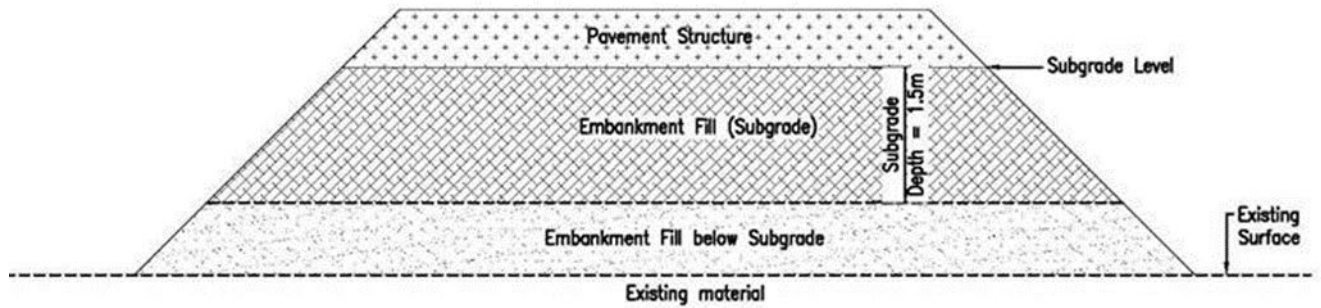 Pavement Structure
Subgrade Level
Embankment Fill (Subgrade)
Subgrade
Depth = 1.5m
Embankment Fill below Subgrade
Existing
Surface
Existing material